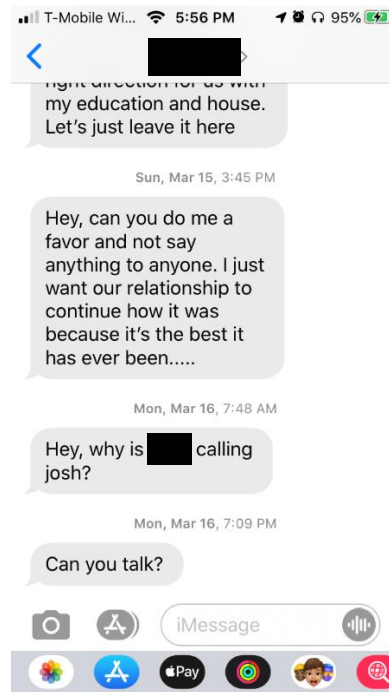 T-Mobile Wi... 5:56 PM 95%
my education and house.
Let's just leave it here
Sun, Mar 15, 3:45 PM
Hey, can you do me a
favor and not say
anything to anyone. I just
want our relationship to
continue how it was
because it's the best it
has ever been.....
Mon, Mar 16, 7:48 AM
Hey, why is calling
josh?
Mon, Mar 16, 7:09 PM
Can you talk?
iMessage
Pay